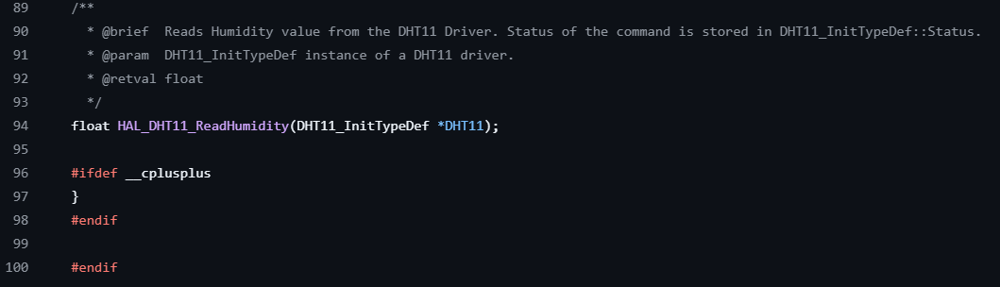 89 /**
90 * @brief  Reads Humidity value from the DHT11 Driver. Status of the command is stored in DHT11_InitTypeDef::Status.
91 * @param  DHT11_InitTypeDef instance of a DHT11 driver.
92 * @retval float
93 */
94 float HAL_DHT11_ReadHumidity(DHT11_InitTypeDef *DHT11);
95
96 #ifdef __cplusplus
97 }
98 #endif
99
100 #endif